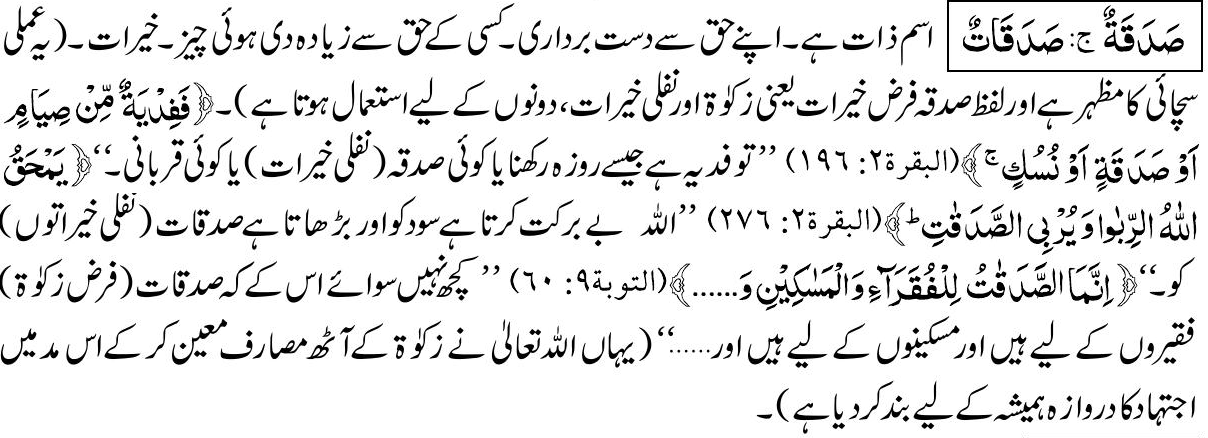 صَدَقَةٌ ج: صَدَقَاتٌ اسم ذات ہے۔ اپنے حق سے دست برداری۔ کسی کے حق سے زیادہ دی ہوئی چیز۔ خیرات۔ (یہ عملی
سچائی کا مظہر ہے اور لفظ صدقہ فرض خیرات یعنی زکوٰۃ اور نفلی خیرات، دونوں کے لیے استعمال ہوتا ہے)۔ ﴿فَفِدْيَةٌ مِّنْ صِيَامٍ
اَوْ صَدَقَةٍ اَوْ نُسُكٍ ۚ﴾ (البقرۃ۲: ۱۹۶) ’’تو فدیہ ہے جیسے روزہ رکھنا یا کوئی صدقہ (نفلی خیرات) یا کوئی قربانی۔‘‘ ﴿يَمْحَقُ
اللّٰهُ الرِّبٰوا وَيُرْبِى الصَّدَقٰتِ ؕ﴾ (البقرۃ۲: ۲۷۶) ’’اللہ بے برکت کرتا ہے سود کو اور بڑھاتا ہے صدقات (نفلی خیراتوں)
کو۔‘‘ ﴿اِنَّمَا الصَّدَقٰتُ لِلْفُقَرَآءِ وَالْمَسٰكِيْنِ وَ......﴾ (التوبۃ۹: ۶۰) ’’کچھ نہیں سوائے اس کے کہ صدقات (فرض زکوٰۃ)
فقیروں کے لیے ہیں اور مسکینوں کے لیے ہیں اور......‘‘ (یہاں اللہ تعالیٰ نے زکوٰۃ کے آٹھ مصارف معین کر کے اس مد میں
اجتہاد کا دروازہ ہمیشہ کے لیے بند کر دیا ہے)۔